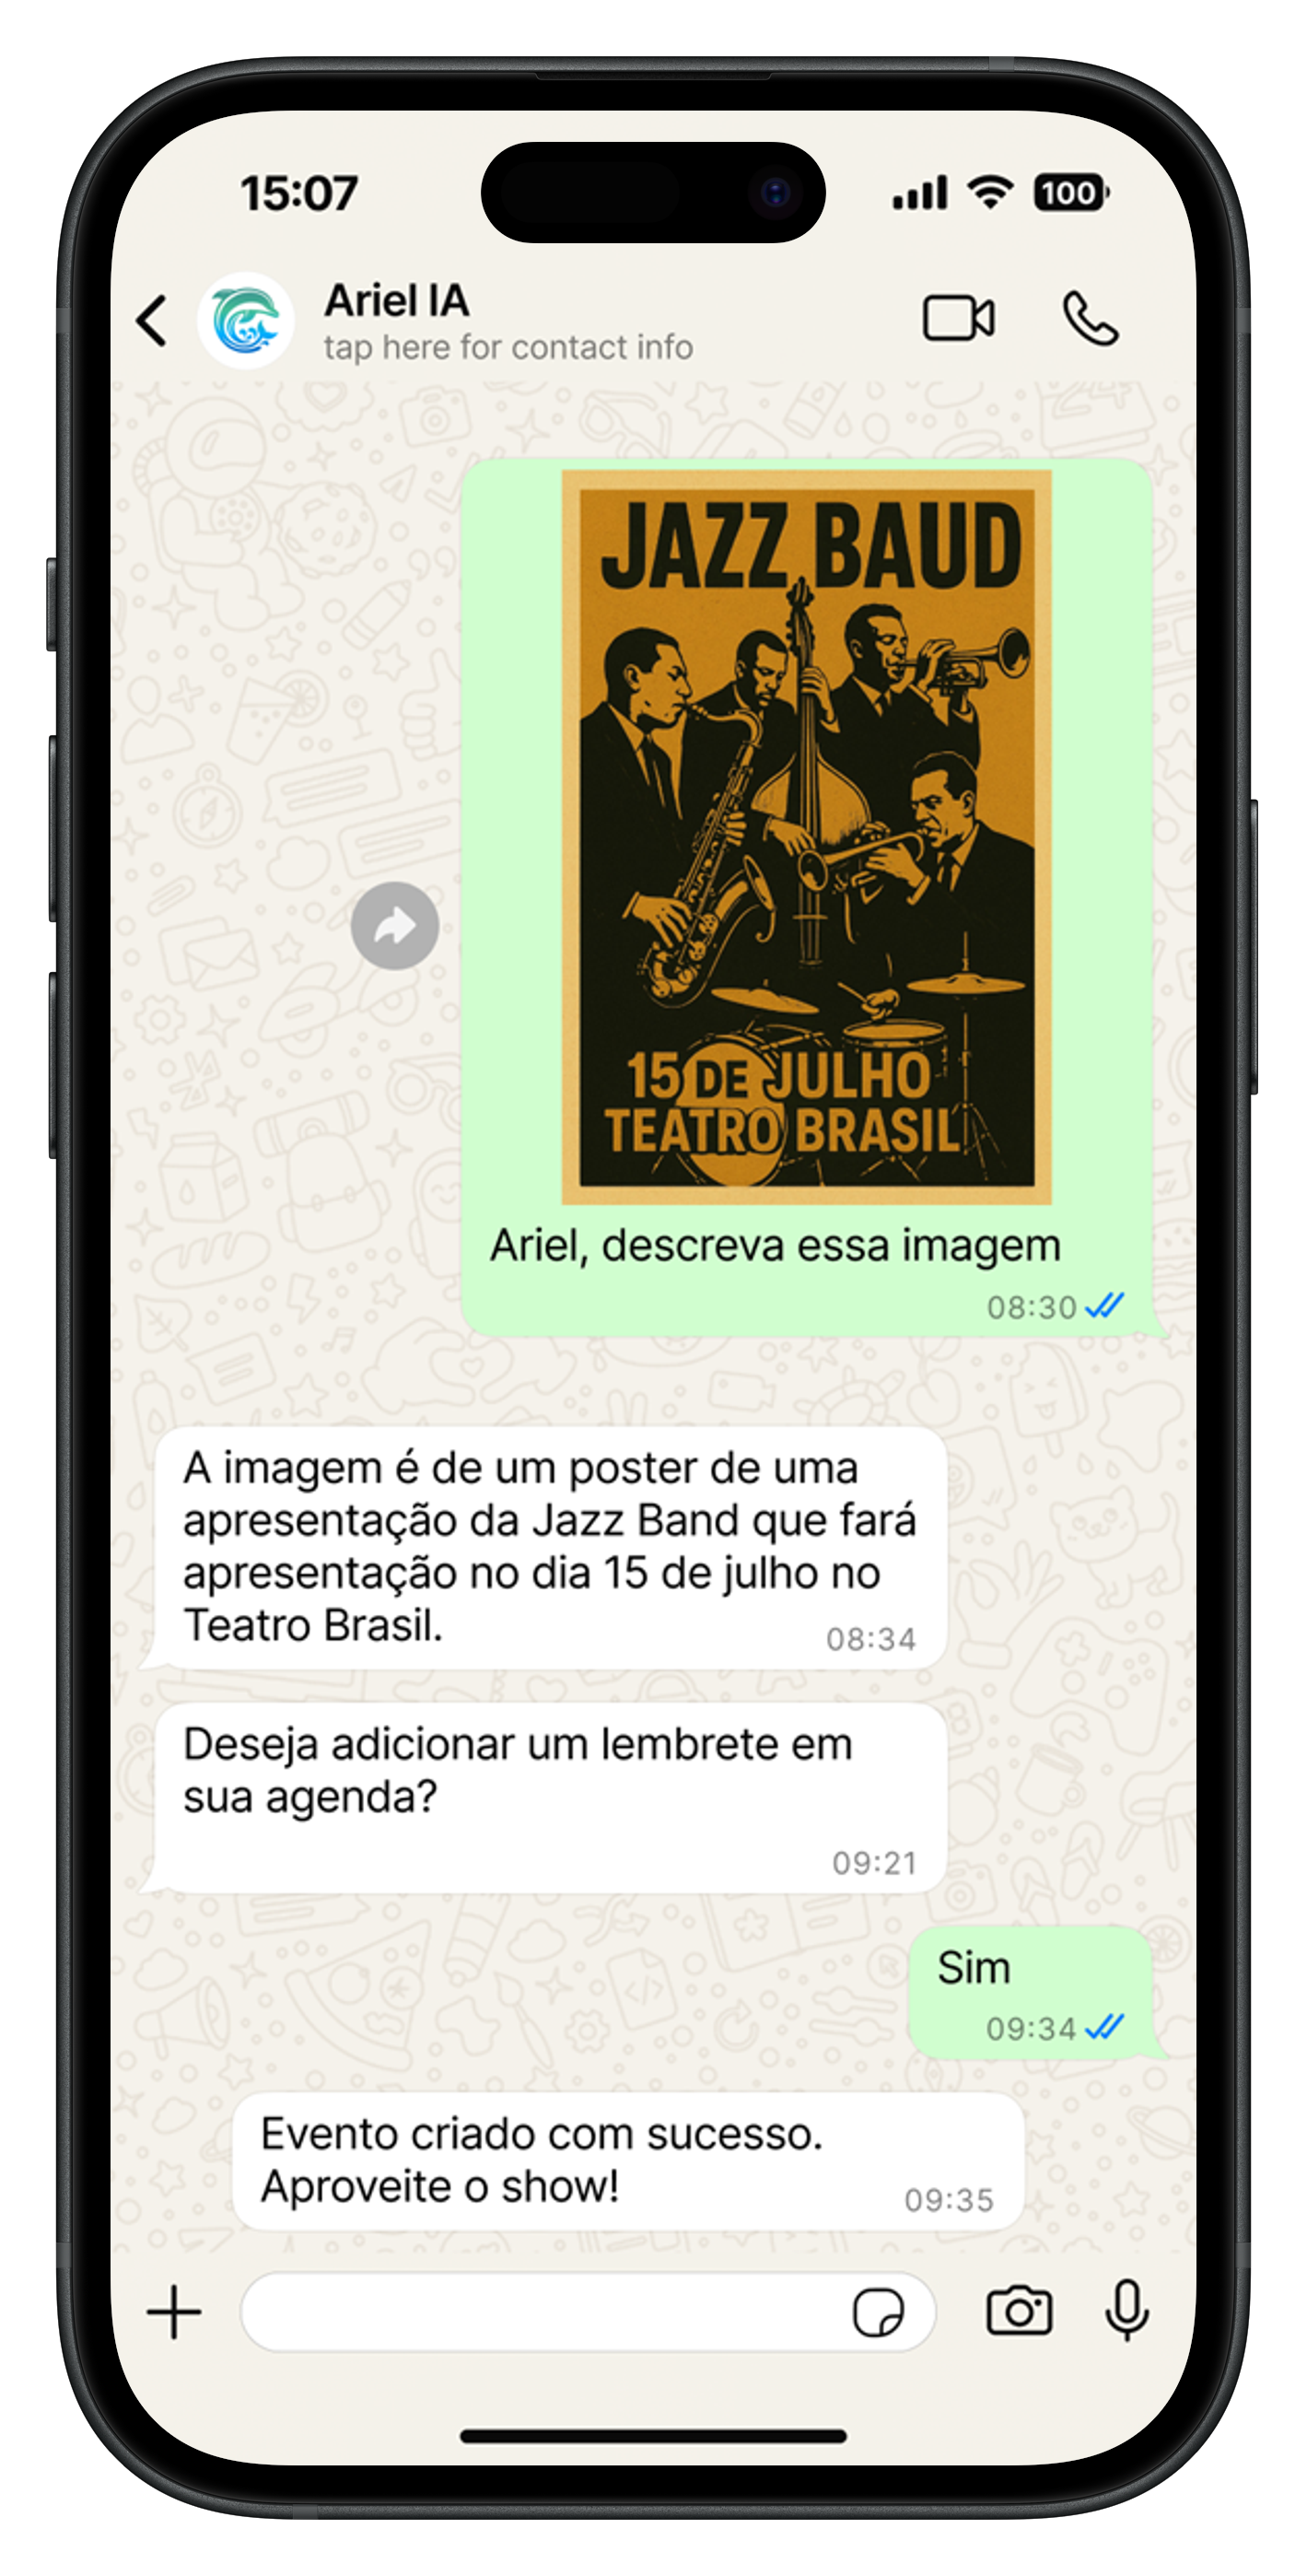 15:07
100
Ariel IA
tap here for contact info
JAZZ BAUD
15 DE JULHO
TEATRO BRASIL
Ariel, descreva essa imagem
08:30
A imagem é de um poster de uma
apresentação da Jazz Band que fará
apresentação no dia 15 de julho no
Teatro Brasil.
08:34
Deseja adicionar um lembrete em
sua agenda?
09:21
Sim
09:34
Evento criado com sucesso.
Aproveite o show!
09:35